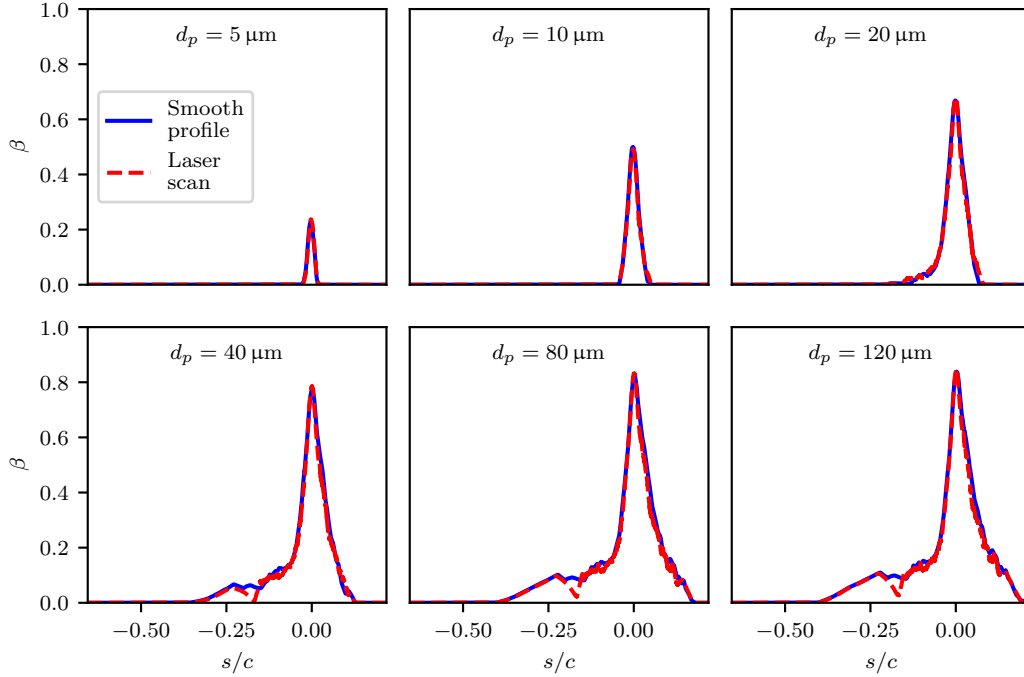 1.0
0.8
0.6
0.4
0.2
0.0
β
d_p = 5 μm
Smooth
profile
Laser
scan
d_p = 10 μm
d_p = 20 μm
1.0
0.8
0.6
0.4
0.2
0.0
β
d_p = 40 μm
d_p = 80 μm
d_p = 120 μm
−0.50 −0.25 0.00
−0.50 −0.25 0.00
−0.50 −0.25 0.00
s/c
s/c
s/c